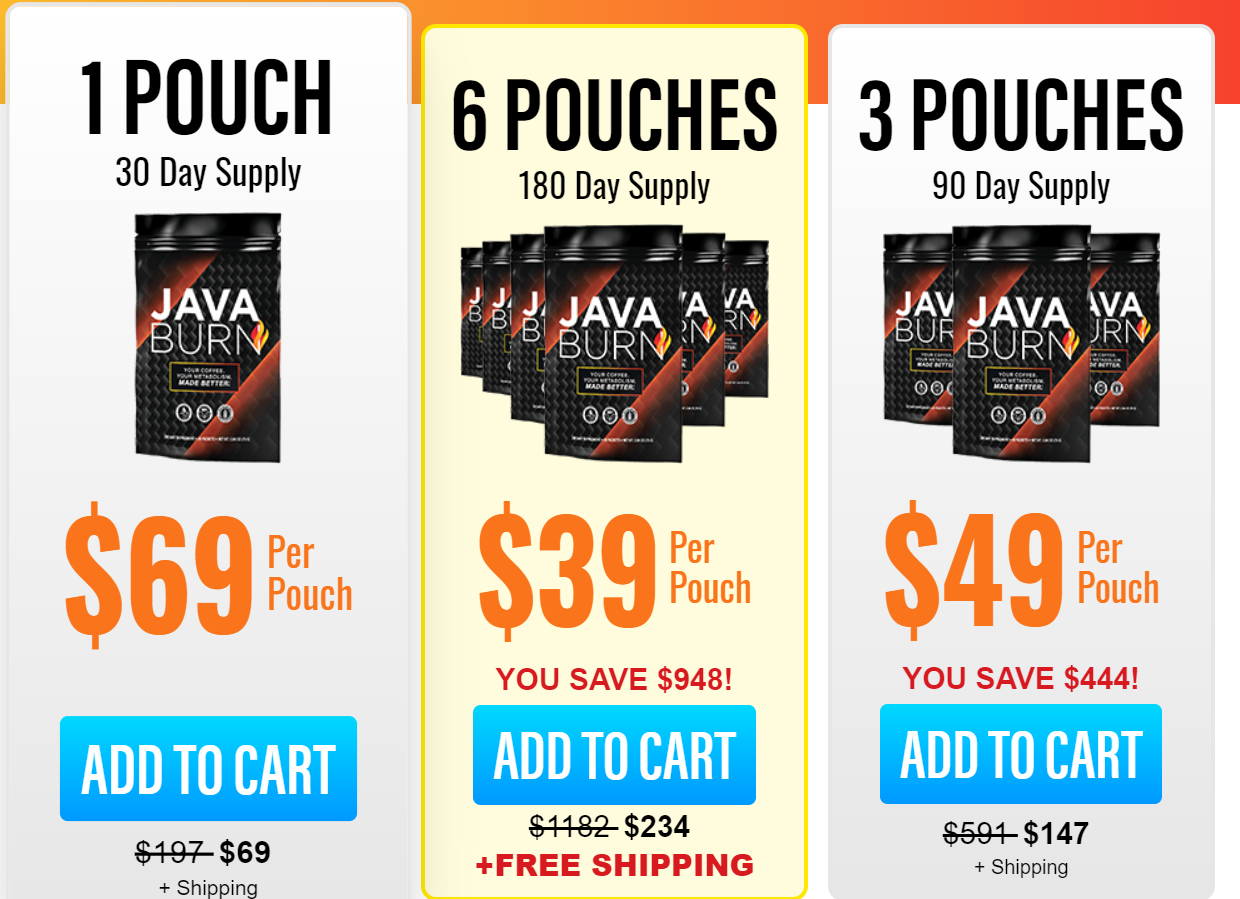 1 POUCH
30 Day Supply
JAVA
BURN
YOUR COFFEE.
YOUR METABOLISM.
MADE BETTER.
$69 Per
Pouch
ADD TO CART
$197 $69
+ Shipping
6 POUCHES
180 Day Supply
JAVA
BURN
YOUR COFFEE.
YOUR METABOLISM.
MADE BETTER.
$39 Per
Pouch
YOU SAVE $948!
ADD TO CART
$1182 $234
+FREE SHIPPING
3 POUCHES
90 Day Supply
JAVA
BURN
YOUR COFFEE.
YOUR METABOLISM.
MADE BETTER.
$49 Per
Pouch
YOU SAVE $444!
ADD TO CART
$591 $147
+ Shipping